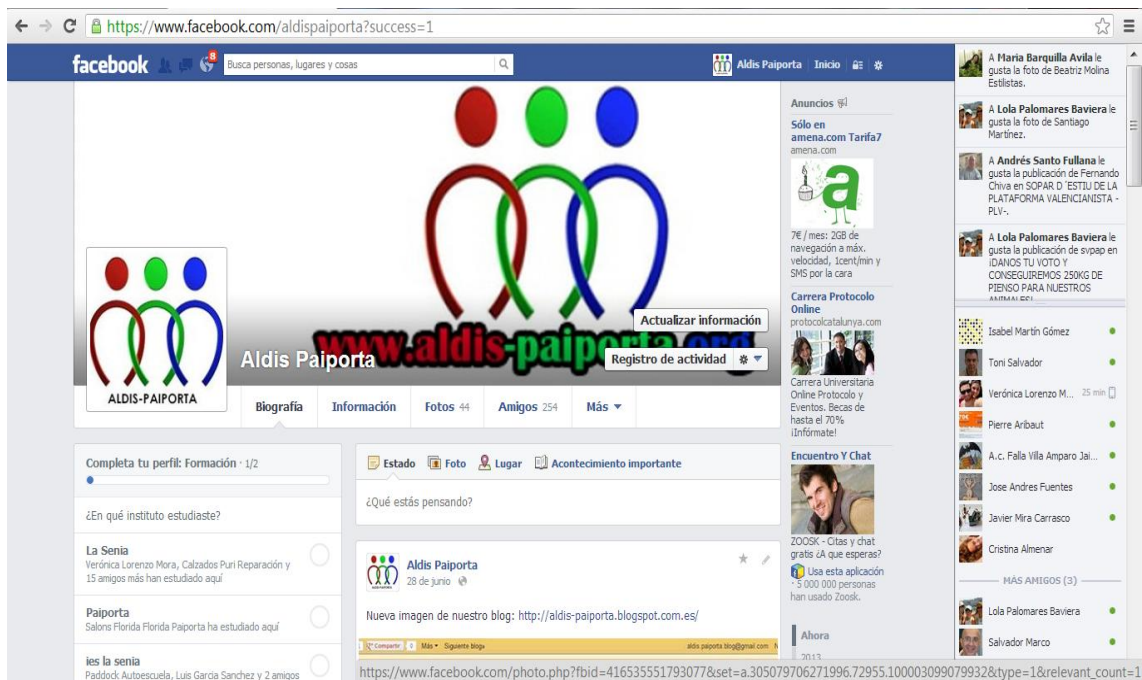 https://www.facebook.com/aldispaiporta?success=1
facebook
8
Busca personas, lugares y cosas
Aldis Paiporta
Inicio
www.aldis-paiporta.org
ALDIS-PAIPORTA
Aldis Paiporta
Actualizar información
Registro de actividad
Biografía
Información
Fotos 44
Amigos 254
Más
Completa tu perfil: Formación · 1/2
¿En qué instituto estudiaste?
La Senia
Verónica Lorenzo Mora, Calzados Puri Reparación y
15 amigos más han estudiado aquí
Paiporta
Salons Florida Florida Paiporta ha estudiado aquí
ies la senia
Paddock Autoescuela, Luis Garcia Sanchez y 2 amigos
Estado
Foto
Lugar
Acontecimiento importante
¿Qué estás pensando?
Aldis Paiporta
28 de junio
Nueva imagen de nuestro blog: http://aldis-paiporta.blogspot.com.es/
Compartir
Más
Siguiente blog»
aldis.paiporta.blog@gmail.com
Anuncios
Sólo en
amena.com Tarifa7
amena.com
a
7€ / mes: 2GB de
navegación a máx.
velocidad, 1cent/min y
SMS por la cara
Carrera Protocolo
Online
protocolcatalunya.com
Carrera Universitaria
Online Protocolo y
Eventos. Becas de
hasta el 70%
¡Infórmate!
Encuentro Y Chat
ZOOSK - Citas y chat
gratis ¿A que esperas?
Usa esta aplicación
· 5 000 000 personas
han usado Zoosk.
Ahora
2013
A Maria Barquilla Avila le
gusta la foto de Beatriz Molina
Estilistas.
A Lola Palomares Baviera le
gusta la foto de Santiago
Martínez.
A Andrés Santo Fullana le
gusta la publicación de Fernando
Chiva en SOPAR D ´ESTIU DE LA
PLATAFORMA VALENCIANISTA -
PLV-.
A Lola Palomares Baviera le
gusta la publicación de svpap en
¡DANOS TU VOTO Y
CONSEGUIREMOS 250KG DE
PIENSO PARA NUESTROS
ANIMALES!
Isabel Martín Gómez
Toni Salvador
Verónica Lorenzo M... 25 min
Pierre Aribaut
A.c. Falla Villa Amparo Jai...
Jose Andres Fuentes
Javier Mira Carrasco
Cristina Almenar
MÁS AMIGOS (3)
Lola Palomares Baviera
Salvador Marco
https://www.facebook.com/photo.php?fbid=416535551793077&set=a.305079706271996.72955.100003099079932&type=1&relevant_count=1